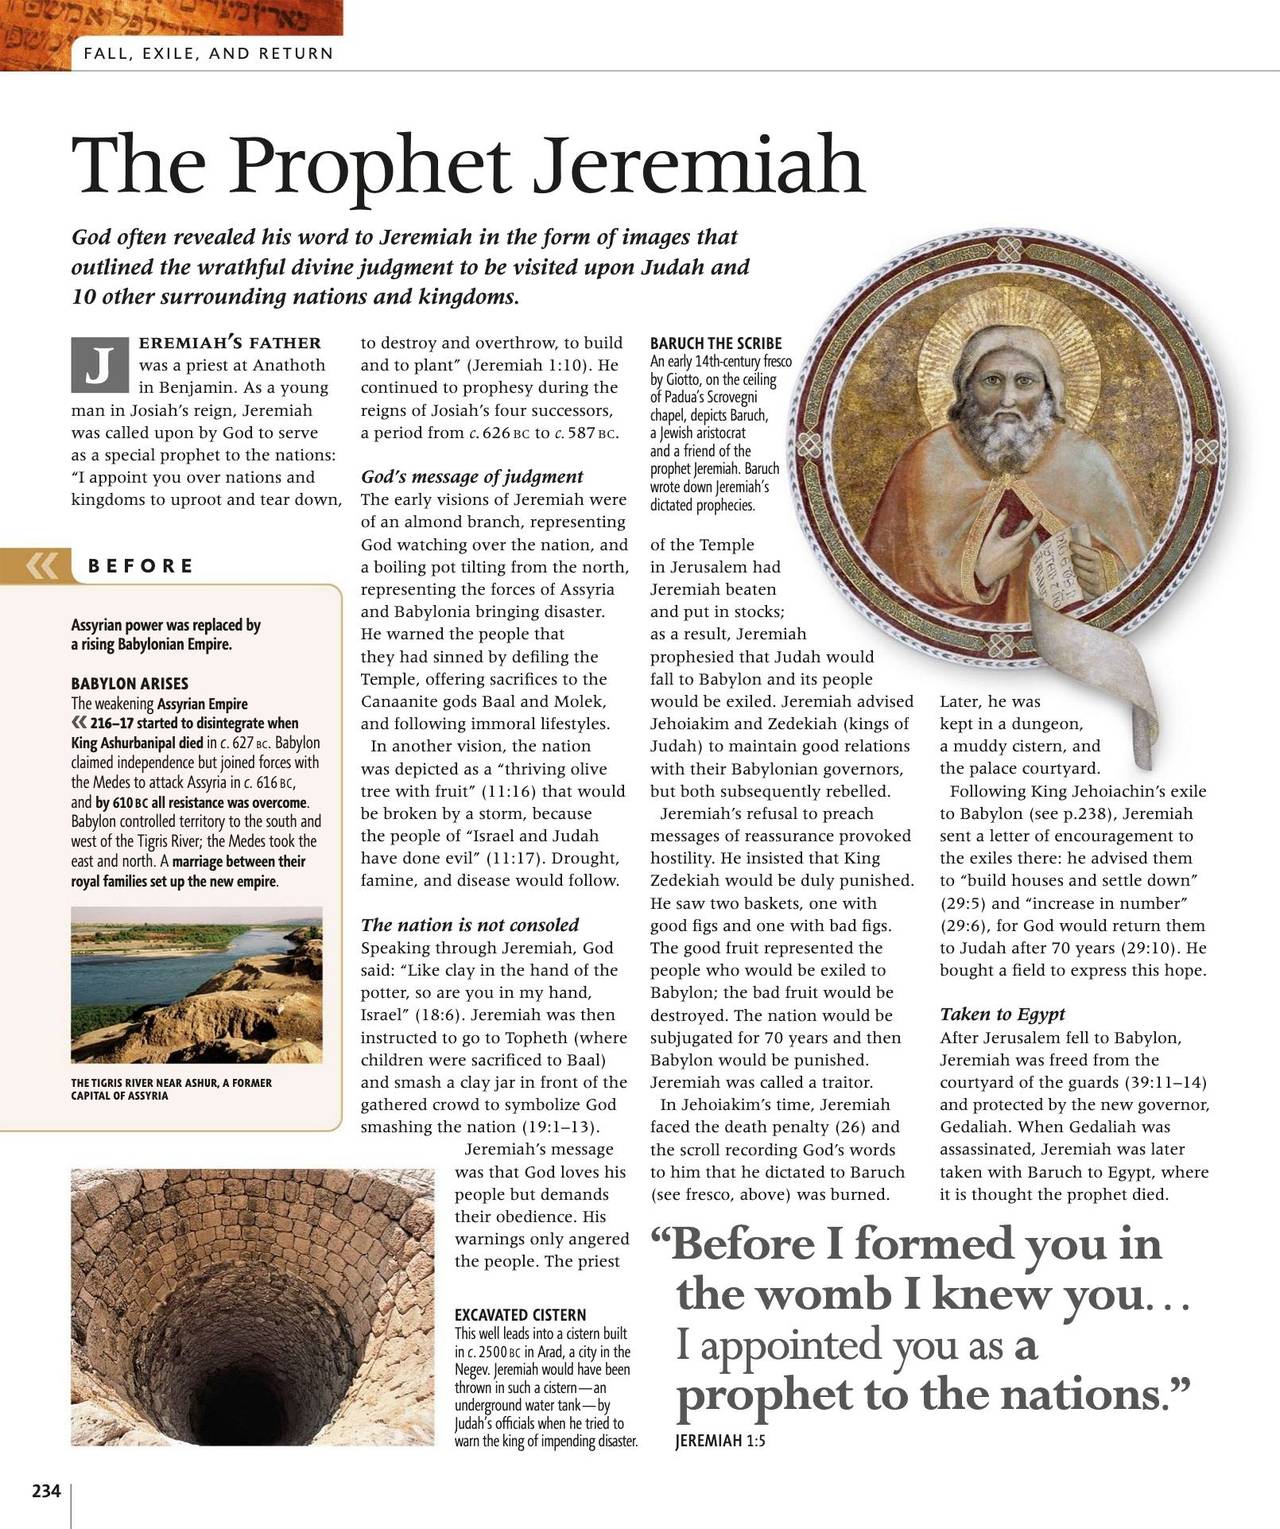 FALL, EXILE, AND RETURN
The Prophet Jeremiah
God often revealed his word to Jeremiah in the form of images that
outlined the wrathful divine judgment to be visited upon Judah and
10 other surrounding nations and kingdoms.
JEREMIAH’S FATHER
was a priest at Anathoth
in Benjamin. As a young
man in Josiah’s reign, Jeremiah
was called upon by God to serve
as a special prophet to the nations:
“I appoint you over nations and
kingdoms to uproot and tear down,
« BEFORE
Assyrian power was replaced by
a rising Babylonian Empire.
BABYLON ARISES
The weakening Assyrian Empire
« 216–17 started to disintegrate when
King Ashurbanipal died in c. 627 BC. Babylon
claimed independence but joined forces with
the Medes to attack Assyria in c. 616 BC,
and by 610 BC all resistance was overcome.
Babylon controlled territory to the south and
west of the Tigris River; the Medes took the
east and north. A marriage between their
royal families set up the new empire.
THE TIGRIS RIVER NEAR ASHUR, A FORMER
CAPITAL OF ASSYRIA
to destroy and overthrow, to build
and to plant” (Jeremiah 1:10). He
continued to prophesy during the
reigns of Josiah’s four successors,
a period from c. 626 BC to c. 587 BC.
God’s message of judgment
The early visions of Jeremiah were
of an almond branch, representing
God watching over the nation, and
a boiling pot tilting from the north,
representing the forces of Assyria
and Babylonia bringing disaster.
He warned the people that
they had sinned by defiling the
Temple, offering sacrifices to the
Canaanite gods Baal and Molek,
and following immoral lifestyles.
In another vision, the nation
was depicted as a “thriving olive
tree with fruit” (11:16) that would
be broken by a storm, because
the people of “Israel and Judah
have done evil” (11:17). Drought,
famine, and disease would follow.
The nation is not consoled
Speaking through Jeremiah, God
said: “Like clay in the hand of the
potter, so are you in my hand,
Israel” (18:6). Jeremiah was then
instructed to go to Topheth (where
children were sacrificed to Baal)
and smash a clay jar in front of the
gathered crowd to symbolize God
smashing the nation (19:1–13).
Jeremiah’s message
was that God loves his
people but demands
their obedience. His
warnings only angered
the people. The priest
EXCAVATED CISTERN
This well leads into a cistern built
in c. 2500 BC in Arad, a city in the
Negev. Jeremiah would have been
thrown in such a cistern—an
underground water tank—by
Judah’s officials when he tried to
warn the king of impending disaster.
BARUCH THE SCRIBE
An early 14th-century fresco
by Giotto, on the ceiling
of Padua’s Scrovegni
chapel, depicts Baruch,
a Jewish aristocrat
and a friend of the
prophet Jeremiah. Baruch
wrote down Jeremiah’s
dictated prophecies.
of the Temple
in Jerusalem had
Jeremiah beaten
and put in stocks;
as a result, Jeremiah
prophesied that Judah would
fall to Babylon and its people
would be exiled. Jeremiah advised
Jehoiakim and Zedekiah (kings of
Judah) to maintain good relations
with their Babylonian governors,
but both subsequently rebelled.
Jeremiah’s refusal to preach
messages of reassurance provoked
hostility. He insisted that King
Zedekiah would be duly punished.
He saw two baskets, one with
good figs and one with bad figs.
The good fruit represented the
people who would be exiled to
Babylon; the bad fruit would be
destroyed. The nation would be
subjugated for 70 years and then
Babylon would be punished.
Jeremiah was called a traitor.
In Jehoiakim’s time, Jeremiah
faced the death penalty (26) and
the scroll recording God’s words
to him that he dictated to Baruch
(see fresco, above) was burned.
Later, he was
kept in a dungeon,
a muddy cistern, and
the palace courtyard.
Following King Jehoiachin’s exile
to Babylon (see p.238), Jeremiah
sent a letter of encouragement to
the exiles there: he advised them
to “build houses and settle down”
(29:5) and “increase in number”
(29:6), for God would return them
to Judah after 70 years (29:10). He
bought a field to express this hope.
Taken to Egypt
After Jerusalem fell to Babylon,
Jeremiah was freed from the
courtyard of the guards (39:11–14)
and protected by the new governor,
Gedaliah. When Gedaliah was
assassinated, Jeremiah was later
taken with Baruch to Egypt, where
it is thought the prophet died.
“Before I formed you in
the womb I knew you...
I appointed you as a
prophet to the nations.”
JEREMIAH 1:5
234